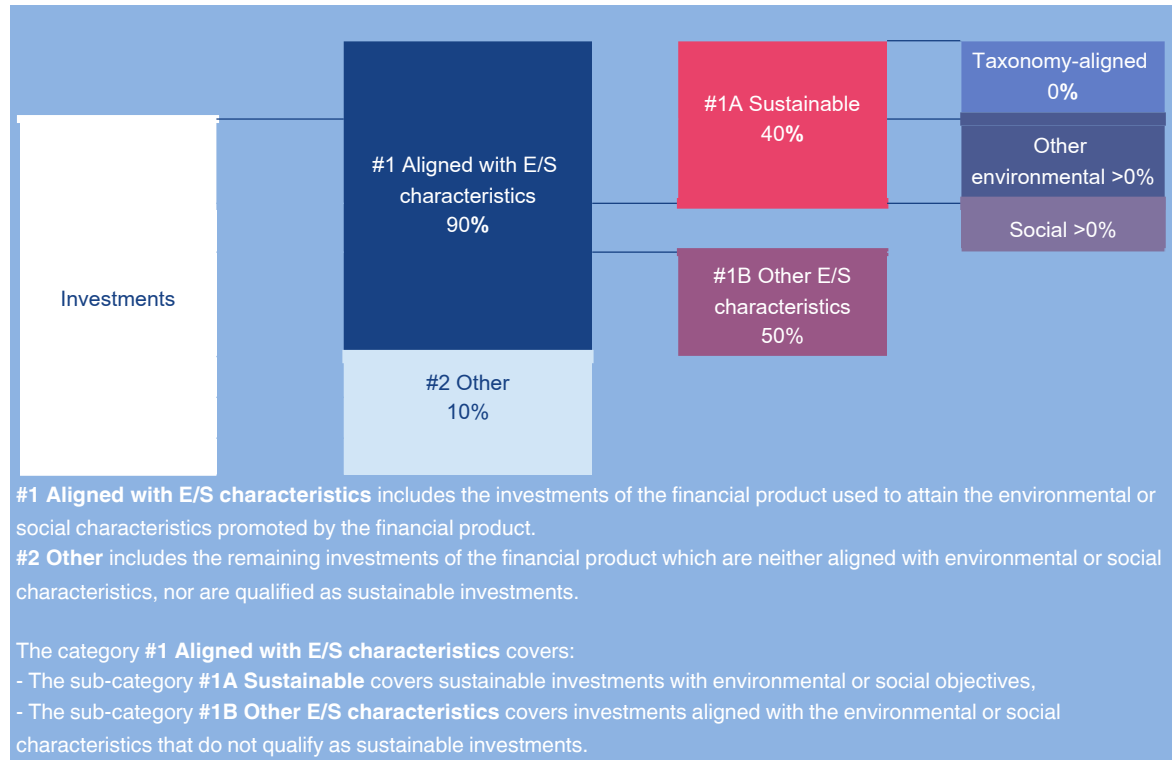 Investments
#1 Aligned with E/S
characteristics
90%
#2 Other
10%
#1A Sustainable
40%
#1B Other E/S
characteristics
50%
Taxonomy-aligned
0%
Other
environmental >0%
Social >0%
#1 Aligned with E/S characteristics includes the investments of the financial product used to attain the environmental or
social characteristics promoted by the financial product.
#2 Other includes the remaining investments of the financial product which are neither aligned with environmental or social
characteristics, nor are qualified as sustainable investments.
The category #1 Aligned with E/S characteristics covers:
- The sub-category #1A Sustainable covers sustainable investments with environmental or social objectives,
- The sub-category #1B Other E/S characteristics covers investments aligned with the environmental or social
characteristics that do not qualify as sustainable investments.